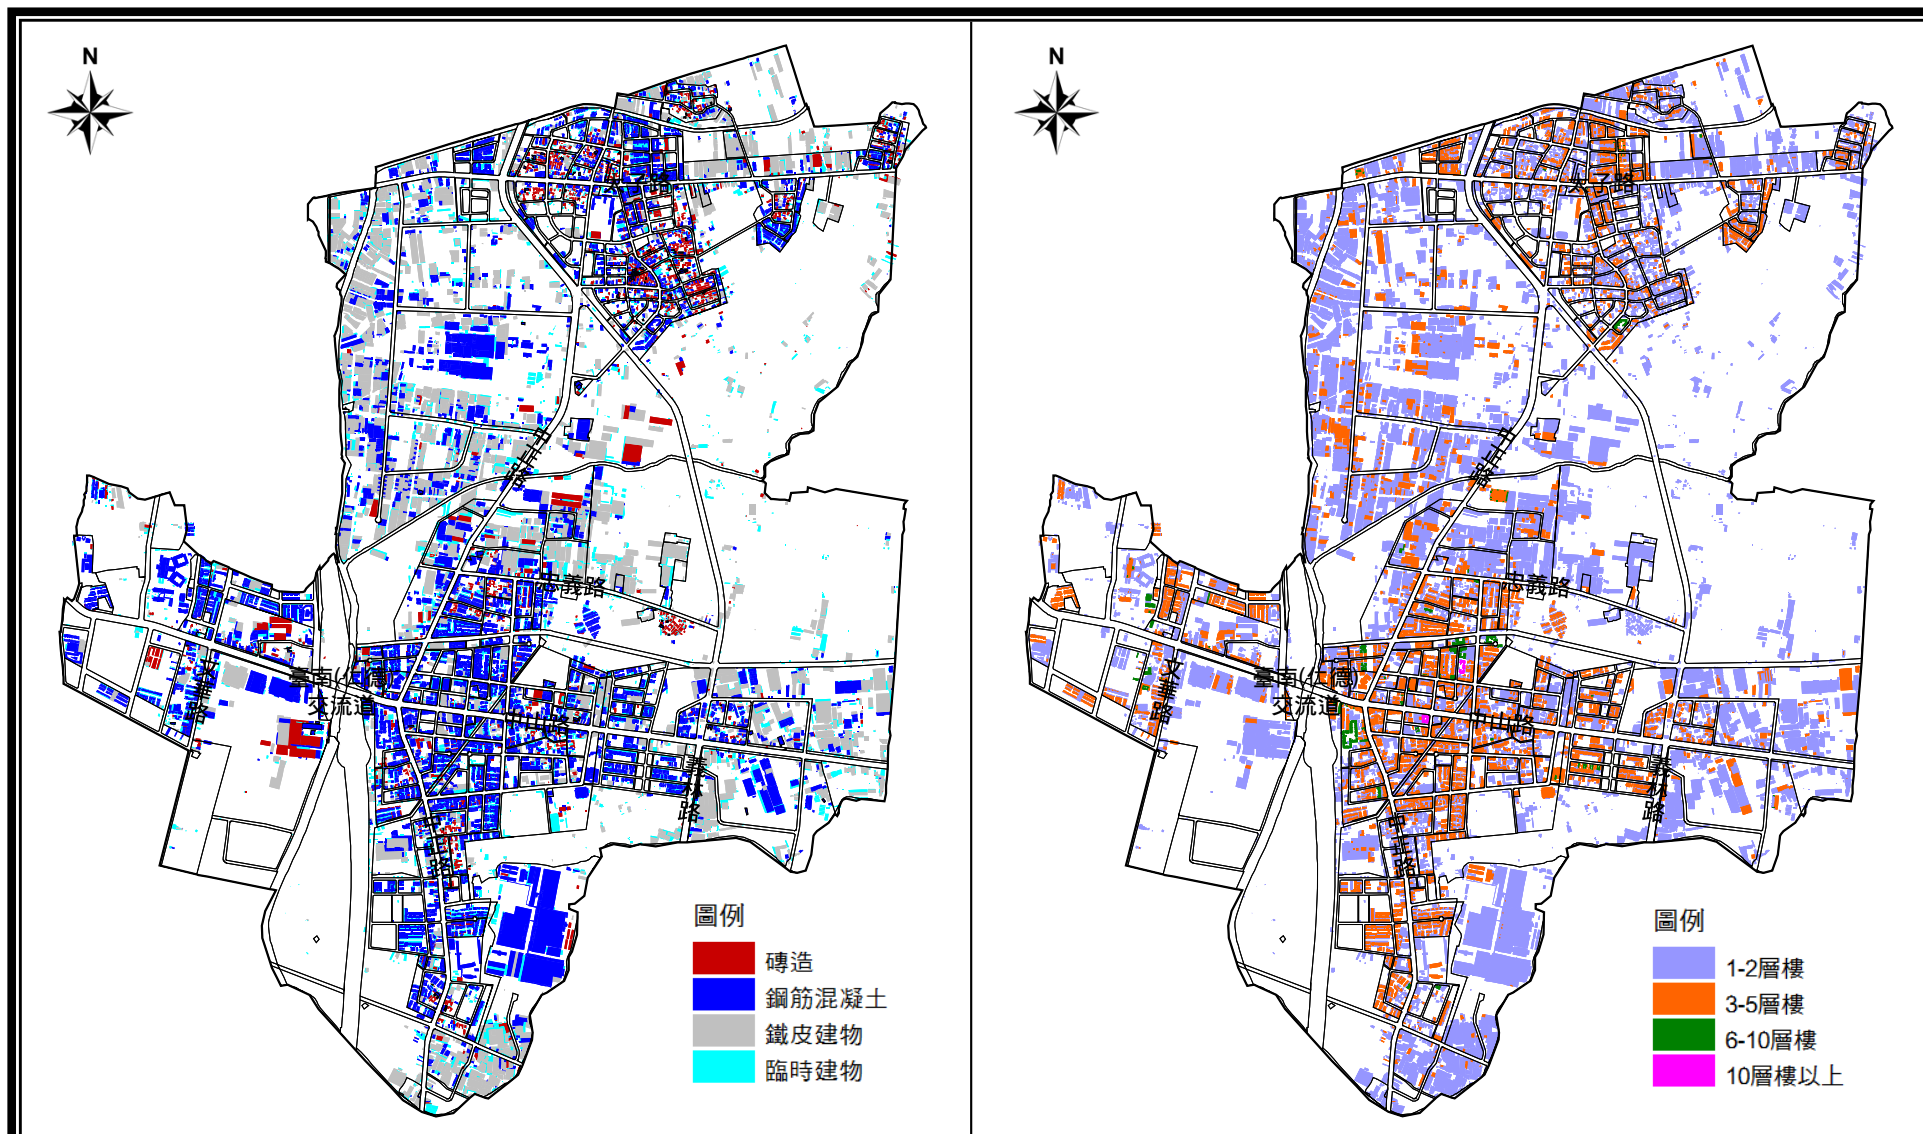 N
太子路
中正路
忠義路
文華路
臺南(仁德)
交流道
中山路
義林路
中正路
圖例
磚造
鋼筋混凝土
鐵皮建物
臨時建物
N
太子路
中正路
忠義路
文華路
臺南(仁德)
交流道
中山路
義林路
中正路
圖例
1-2層樓
3-5層樓
6-10層樓
10層樓以上